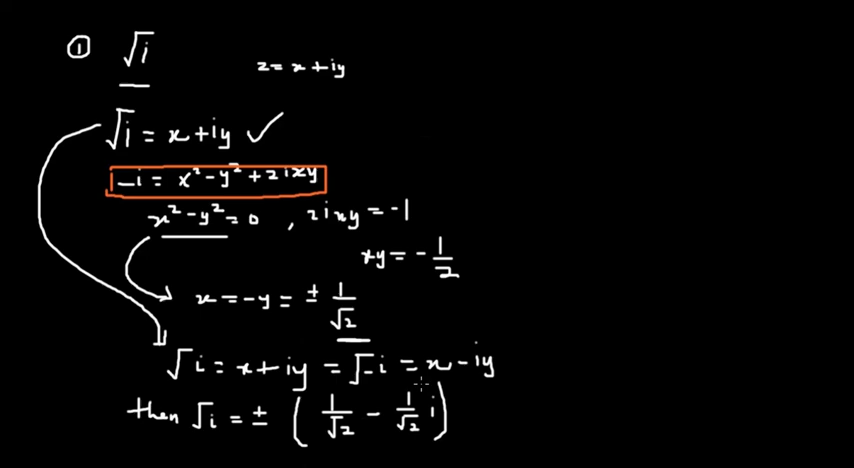 ① √i
z = x + iy
√i = x + iy ✓
-i = x² - y² + 2ixy
x² - y² = 0 , 2ixy = -1
xy = - 1/2
x = -y = ± 1/√2
√i = x + iy = √-i = x - iy
then √i = ± ( 1/√2 - 1/√2 i )